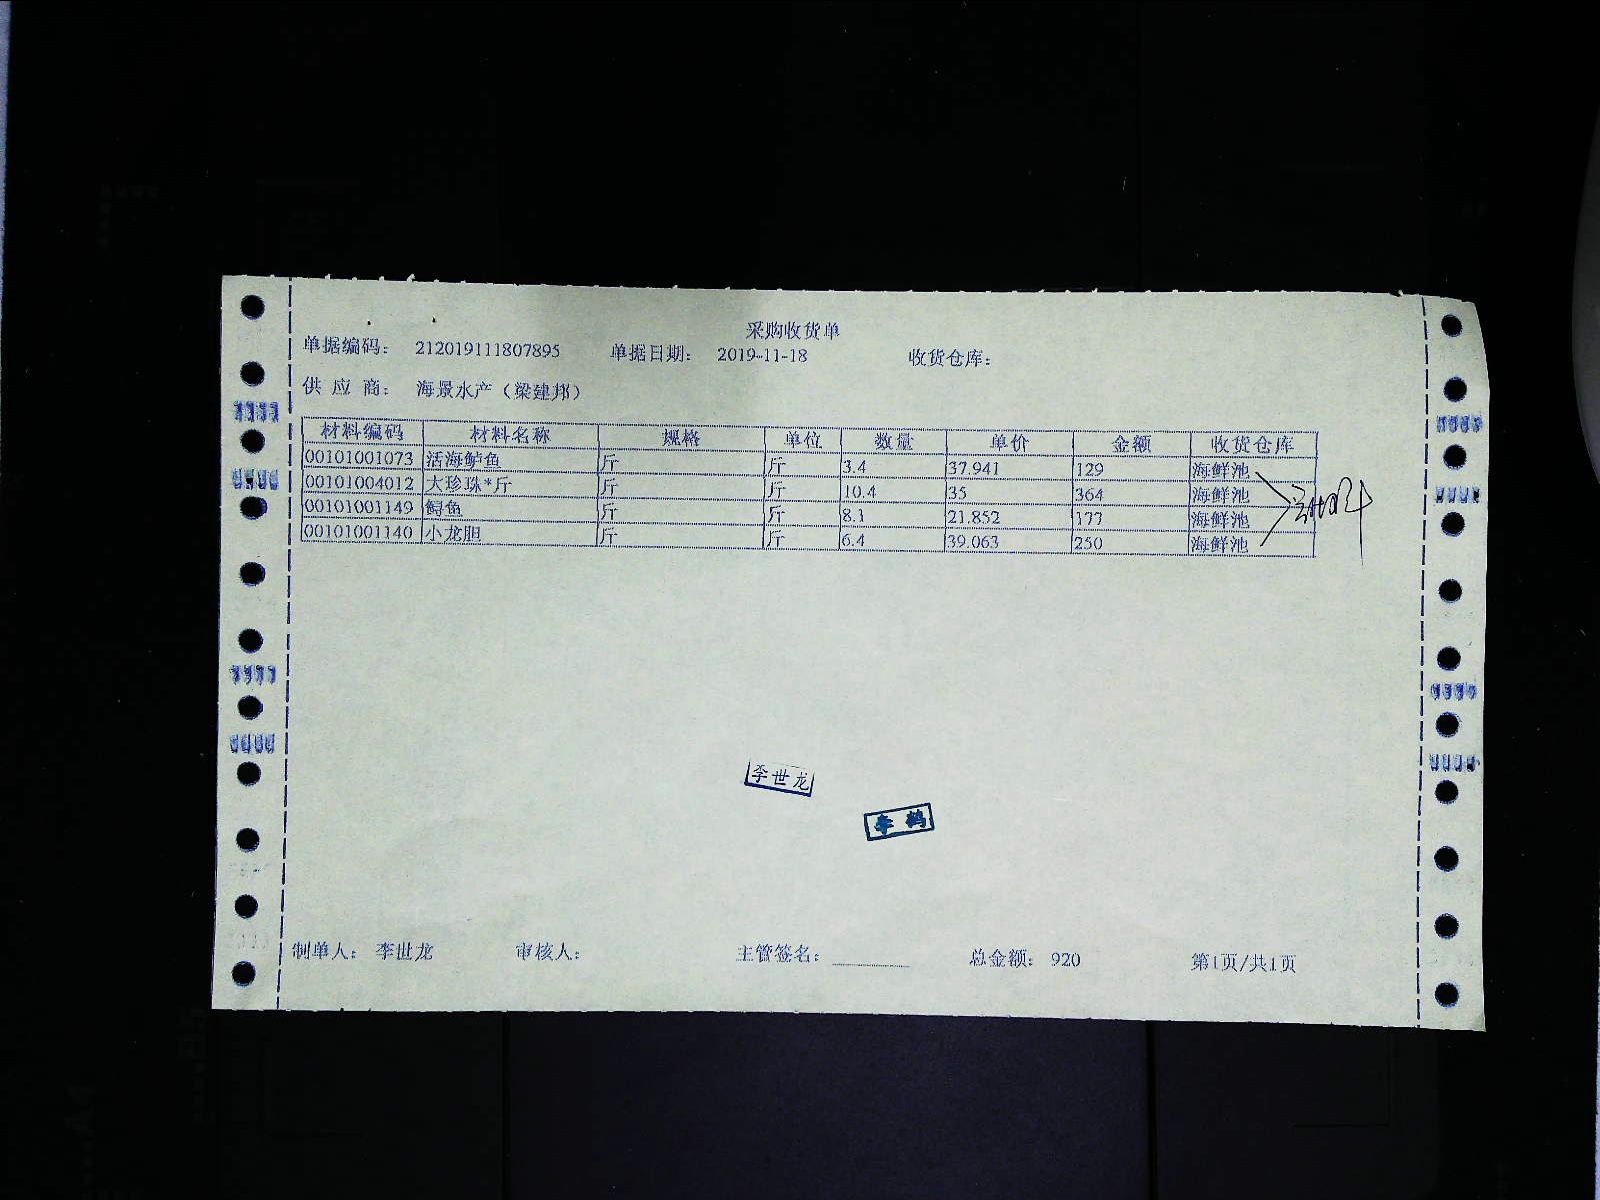 采购收货单
单据编码: 212019111807895 单据日期: 2019-11-18 收货仓库:
供 应 商: 海景水产（梁建邦）
材料编码 材料名称 规格 单位 数量 单价 金额 收货仓库
00101001073 活海鲈鱼 斤 斤 3.4 37.941 129 海鲜池
00101004012 大珍珠*斤 斤 斤 10.4 35 364 海鲜池
00101001149 鲟鱼 斤 斤 8.1 21.852 177 海鲜池
00101001140 小龙胆 斤 斤 6.4 39.063 250 海鲜池
李世龙
李鹤
制单人: 李世龙 审核人: 主管签名: 总金额: 920 第1页/共1页